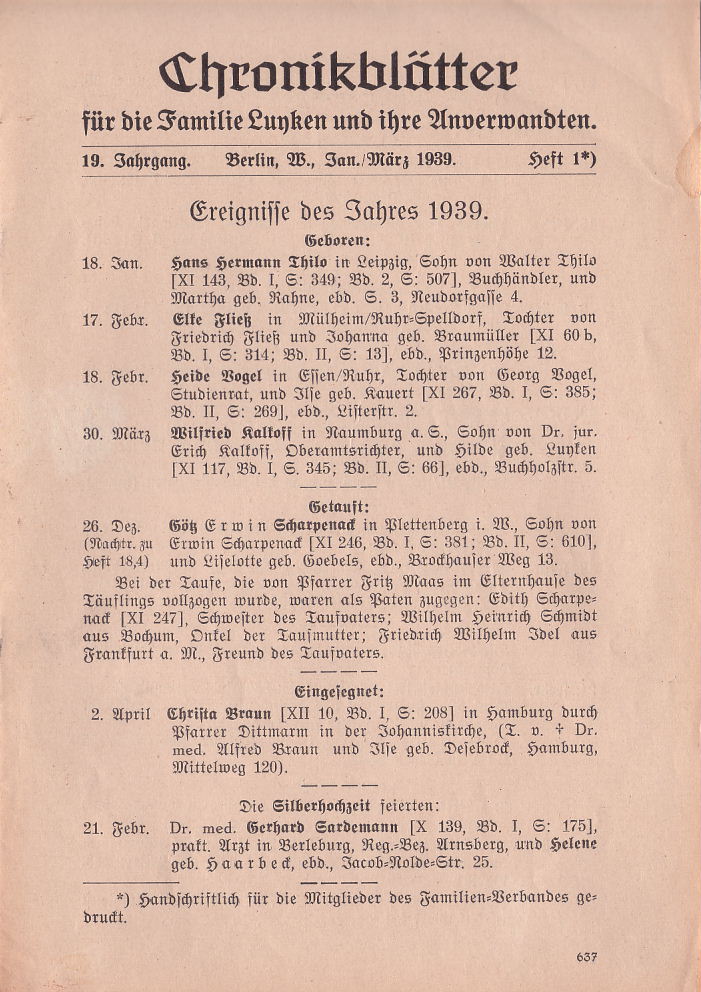 Chronikblätter
für die Familie Luyken und ihre Anverwandten.
19. Jahrgang. Berlin, W., Jan./März 1939. Heft 1*)
Ereignisse des Jahres 1939.
Geboren:
18. Jan. Hans Hermann Thilo in Leipzig, Sohn von Walter Thilo
[XI 143, Bd. I, S: 349; Bd. 2, S: 507], Buchhändler, und
Martha geb. Rahne, ebd. S. 3, Neudorfgasse 4.
17. Febr. Elke Fließ in Mülheim/Ruhr-Spelldorf, Tochter von
Friedrich Fließ und Johanna geb. Braumüller [XI 60 b,
Bd. I, S: 314; Bd. II, S: 13], ebd., Prinzenhöhe 12.
18. Febr. Heide Vogel in Essen/Ruhr, Tochter von Georg Vogel,
Studienrat, und Ilse geb. Kauert [XI 267, Bd. I, S: 385;
Bd. II, S: 269], ebd., Listerstr. 2.
30. März Wilfried Kalkoff in Naumburg a. S., Sohn von Dr. jur.
Erich Kalkoff, Oberamtsrichter, und Hilde geb. Luyken
[XI 117, Bd. I, S. 345; Bd. II, S: 66], ebd., Buchholzstr. 5.
Getauft:
26. Dez. Götz Erwin Scharpenack in Plettenberg i. W., Sohn von
(Nachtr. zu Erwin Scharpenack [XI 246, Bd. I, S: 381; Bd. II, S: 610],
Heft 18,4) und Liselotte geb. Goebels, ebd., Brockhauser Weg 13.
Bei der Taufe, die von Pfarrer Fritz Maas im Elternhause des
Täuflings vollzogen wurde, waren als Paten zugegen: Edith Scharpe-
nack [XI 247], Schwester des Taufvaters; Wilhelm Heinrich Schmidt
aus Bochum, Onkel der Taufmutter; Friedrich Wilhelm Idel aus
Frankfurt a. M., Freund des Taufvaters.
Eingesegnet:
2. April Christa Braun [XII 10, Bd. I, S: 208] in Hamburg durch
Pfarrer Dittmarm in der Johanniskirche, (T. v. † Dr.
med. Alfred Braun und Ilse geb. Desebrock, Hamburg,
Mittelweg 120).
Die Silberhochzeit feierten:
21. Febr. Dr. med. Gerhard Sardemann [X 139, Bd. I, S: 175],
prakt. Arzt in Berleburg, Reg.-Bez. Arnsberg, und Helene
geb. Haarbeck, ebd., Jacob-Nolde-Str. 25.
*) Handschriftlich für die Mitglieder des Familien-Verbandes ge-
druckt.
637